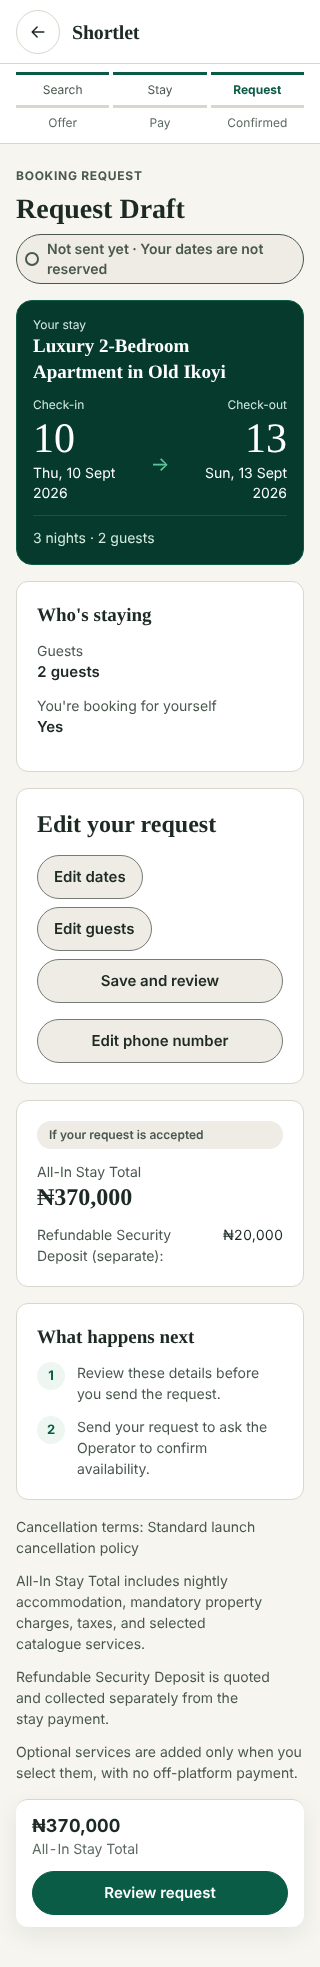 Shortlet
Search
Stay
Request
Offer
Pay
Confirmed
BOOKING REQUEST
Request Draft
Not sent yet · Your dates are not
reserved
Your stay
Luxury 2-Bedroom
Apartment in Old Ikoyi
Check-in
Check-out
10
13
Thu, 10 Sept
2026
Sun, 13 Sept
2026
3 nights · 2 guests
Who's staying
Guests
2 guests
You're booking for yourself
Yes
Edit your request
Edit dates
Edit guests
Save and review
Edit phone number
If your request is accepted
All-In Stay Total
₦370,000
Refundable Security
Deposit (separate):
₦20,000
What happens next
1
Review these details before
you send the request.
2
Send your request to ask the
Operator to confirm
availability.
Cancellation terms: Standard launch
cancellation policy
All-In Stay Total includes nightly
accommodation, mandatory property
charges, taxes, and selected
catalogue services.
Refundable Security Deposit is quoted
and collected separately from the
stay payment.
Optional services are added only when you
select them, with no off-platform payment.
₦370,000
All-In Stay Total
Review request